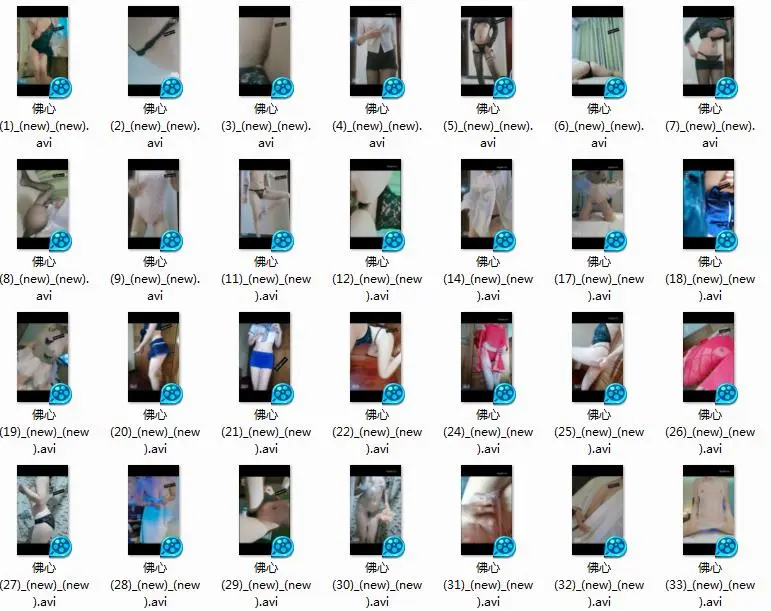 佛心 佛心 佛心 佛心 佛心 佛心 佛心
(1)_(new)_(new). (2)_(new)_(new). (3)_(new)_(new). (4)_(new)_(new). (5)_(new)_(new). (6)_(new)_(new). (7)_(new)_(new).
avi avi avi avi avi avi avi
佛心 佛心 佛心 佛心 佛心 佛心 佛心
(8)_(new)_(new). (9)_(new)_(new). (11)_(new)_(new (12)_(new)_(new (14)_(new)_(new (17)_(new)_(new (18)_(new)_(new
avi avi ).avi ).avi ).avi ).avi ).avi
佛心 佛心 佛心 佛心 佛心 佛心 佛心
(19)_(new)_(new (20)_(new)_(new (21)_(new)_(new (22)_(new)_(new (24)_(new)_(new (25)_(new)_(new (26)_(new)_(new
).avi ).avi ).avi ).avi ).avi ).avi ).avi
佛心 佛心 佛心 佛心 佛心 佛心 佛心
(27)_(new)_(new (28)_(new)_(new (29)_(new)_(new (30)_(new)_(new (31)_(new)_(new (32)_(new)_(new (33)_(new)_(new
).avi ).avi ).avi ).avi ).avi ).avi ).avi